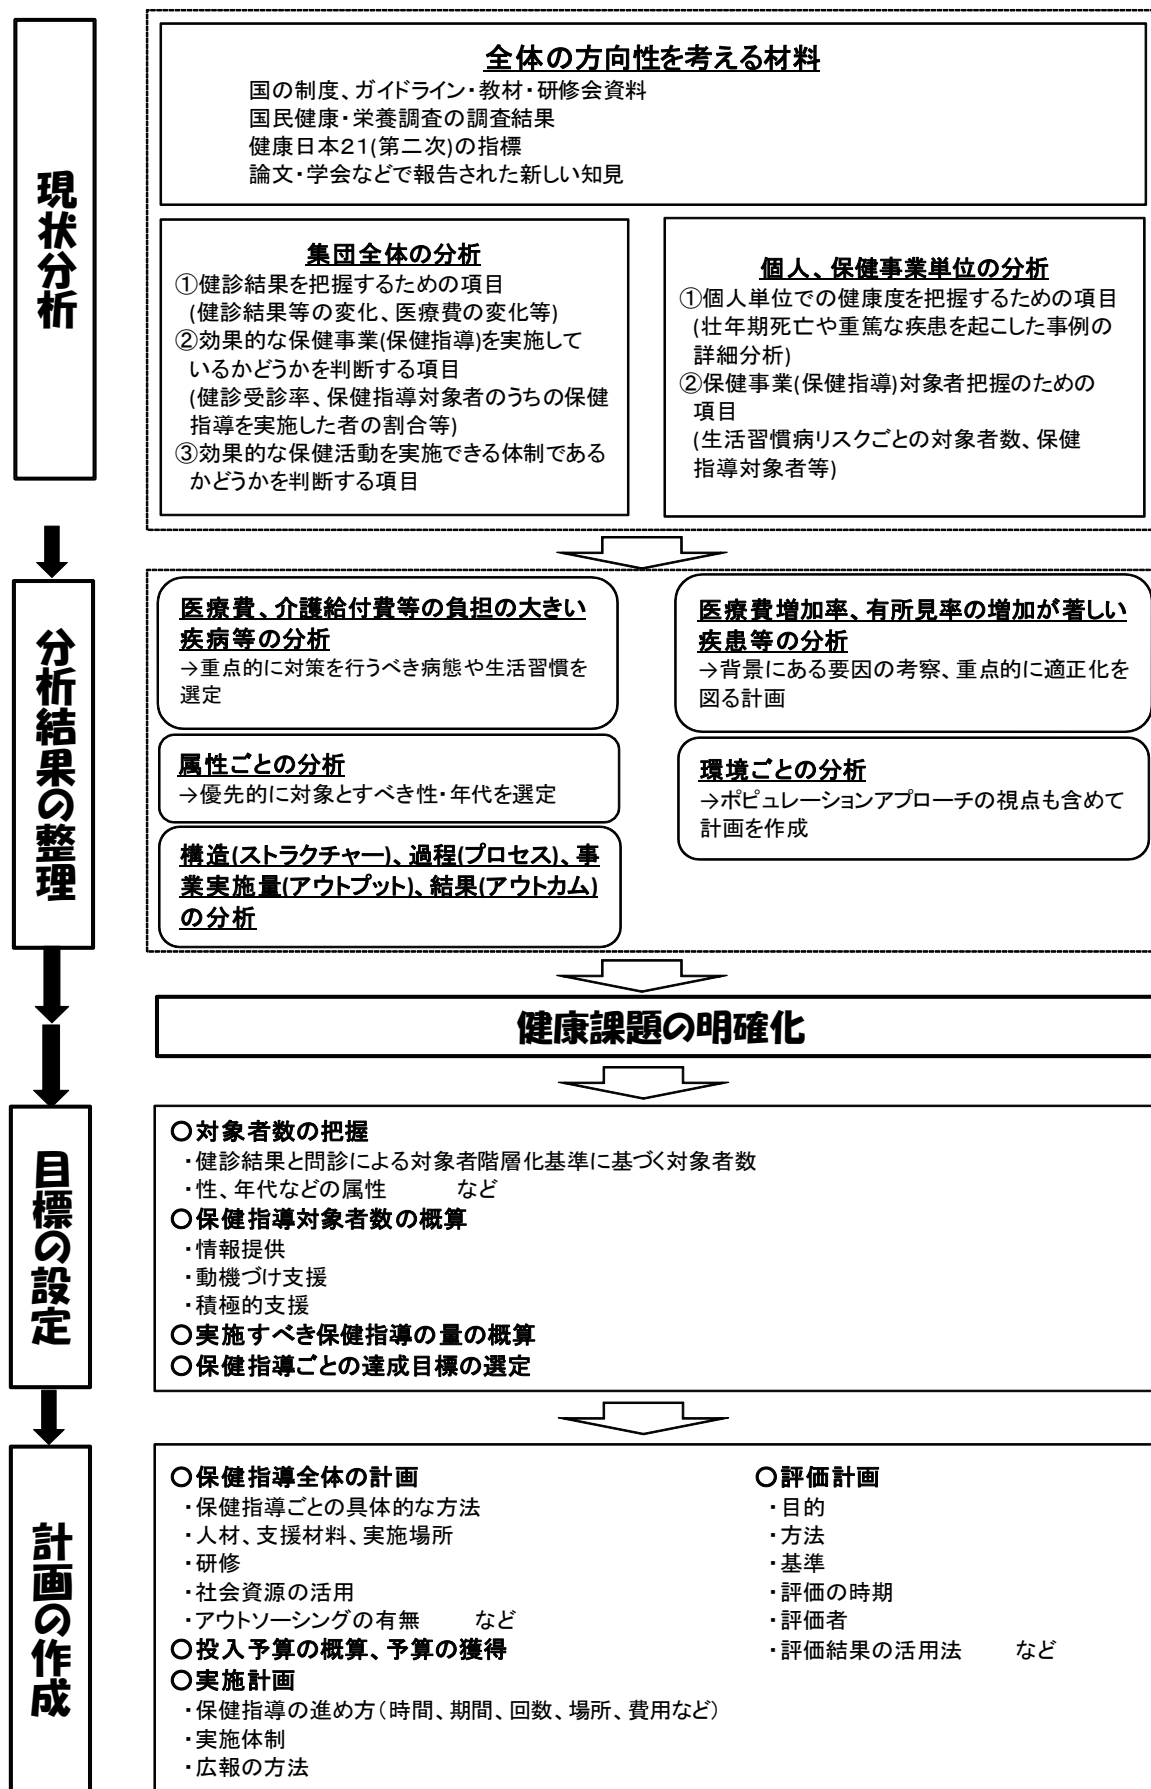 現状分析
全体の方向性を考える材料
国の制度、ガイドライン・教材・研修会資料
国民健康・栄養調査の調査結果
健康日本21(第二次)の指標
論文・学会などで報告された新しい知見
集団全体の分析
①健診結果を把握するための項目
(健診結果等の変化、医療費の変化等)
②効果的な保健事業(保健指導)を実施して
いるかどうかを判断する項目
(健診受診率、保健指導対象者のうちの保健
指導を実施した者の割合等)
③効果的な保健活動を実施できる体制である
かどうかを判断する項目
個人、保健事業単位の分析
①個人単位での健康度を把握するための項目
(壮年期死亡や重篤な疾患を起こした事例の
詳細分析)
②保健事業(保健指導)対象者把握のための
項目
(生活習慣病リスクごとの対象者数、保健
指導対象者等)
分析結果の整理
医療費、介護給付費等の負担の大きい
疾病等の分析
→重点的に対策を行うべき病態や生活習慣を
選定
医療費増加率、有所見率の増加が著しい
疾患等の分析
→背景にある要因の考察、重点的に適正化を
図る計画
属性ごとの分析
→優先的に対象とすべき性・年代を選定
環境ごとの分析
→ポピュレーションアプローチの視点も含めて
計画を作成
構造(ストラクチャー)、過程(プロセス)、事
業実施量(アウトプット)、結果(アウトカム)
の分析
健康課題の明確化
目標の設定
○対象者数の把握
・健診結果と問診による対象者階層化基準に基づく対象者数
・性、年代などの属性　　　など
○保健指導対象者数の概算
・情報提供
・動機づけ支援
・積極的支援
○実施すべき保健指導の量の概算
○保健指導ごとの達成目標の選定
計画の作成
○保健指導全体の計画
・保健指導ごとの具体的な方法
・人材、支援材料、実施場所
・研修
・社会資源の活用
・アウトソーシングの有無　　など
○投入予算の概算、予算の獲得
○実施計画
・保健指導の進め方（時間、期間、回数、場所、費用など）
・実施体制
・広報の方法
○評価計画
・目的
・方法
・基準
・評価の時期
・評価者
・評価結果の活用法　　など